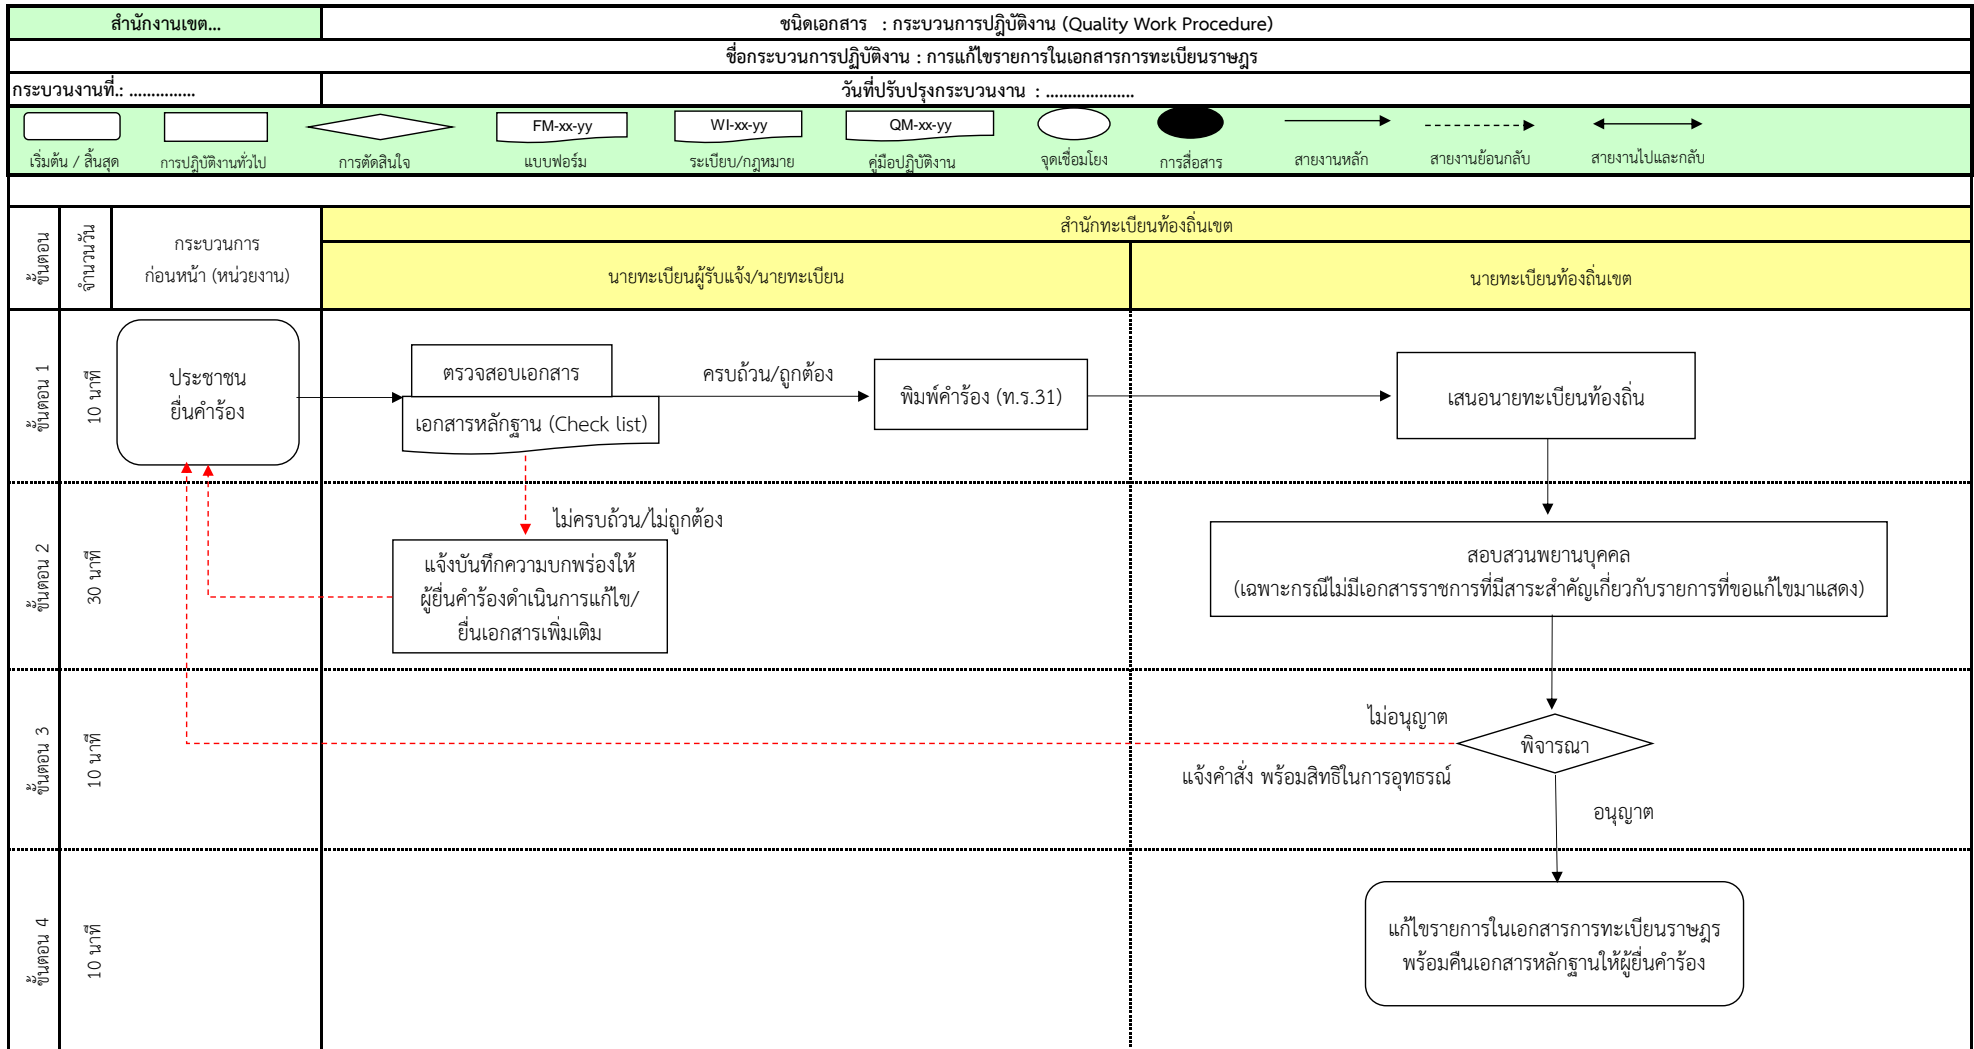 สำนักงานเขต...
ชนิดเอกสาร : กระบวนการปฎิบัติงาน (Quality Work Procedure)
ชื่อกระบวนการปฏิบัติงาน : การแก้ไขรายการในเอกสารการทะเบียนราษฎร
กระบวนงานที่.: ...............
วันที่ปรับปรุงกระบวนงาน : ....................
FM-xx-yy
WI-xx-yy
QM-xx-yy
เริ่มต้น / สิ้นสุด
การปฎิบัติงานทั่วไป
การตัดสินใจ
แบบฟอร์ม
ระเบียบ/กฎหมาย
คู่มือปฏิบัติงาน
จุดเชื่อมโยง
การสื่อสาร
สายงานหลัก
สายงานย้อนกลับ
สายงานไปและกลับ
ขั้นตอน
จำนวนวัน
กระบวนการ
ก่อนหน้า (หน่วยงาน)
สำนักทะเบียนท้องถิ่นเขต
นายทะเบียนผู้รับแจ้ง/นายทะเบียน
นายทะเบียนท้องถิ่นเขต
ขั้นตอน 1
10 นาที
ประชาชน
ยื่นคำร้อง
ตรวจสอบเอกสาร
เอกสารหลักฐาน (Check list)
ครบถ้วน/ถูกต้อง
พิมพ์คำร้อง (ท.ร.31)
เสนอนายทะเบียนท้องถิ่น
ขั้นตอน 2
30 นาที
ไม่ครบถ้วน/ไม่ถูกต้อง
แจ้งบันทึกความบกพร่องให้
ผู้ยื่นคำร้องดำเนินการแก้ไข/
ยื่นเอกสารเพิ่มเติม
สอบสวนพยานบุคคล
(เฉพาะกรณีไม่มีเอกสารราชการที่มีสาระสำคัญเกี่ยวกับรายการที่ขอแก้ไขมาแสดง)
ขั้นตอน 3
10 นาที
ไม่อนุญาต
พิจารณา
แจ้งคำสั่ง พร้อมสิทธิในการอุทธรณ์
อนุญาต
ขั้นตอน 4
10 นาที
แก้ไขรายการในเอกสารการทะเบียนราษฎร
พร้อมคืนเอกสารหลักฐานให้ผู้ยื่นคำร้อง